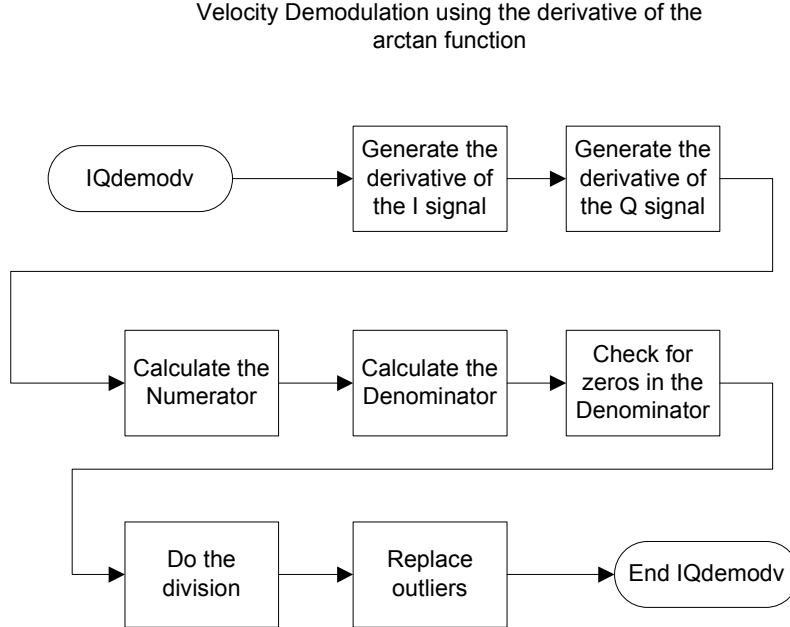 Velocity Demodulation using the derivative of the
arctan function
IQdemodv
Generate the
derivative of
the I signal
Generate the
derivative of
the Q signal
Calculate the
Numerator
Calculate the
Denominator
Check for
zeros in the
Denominator
Do the
division
Replace
outliers
End IQdemodv